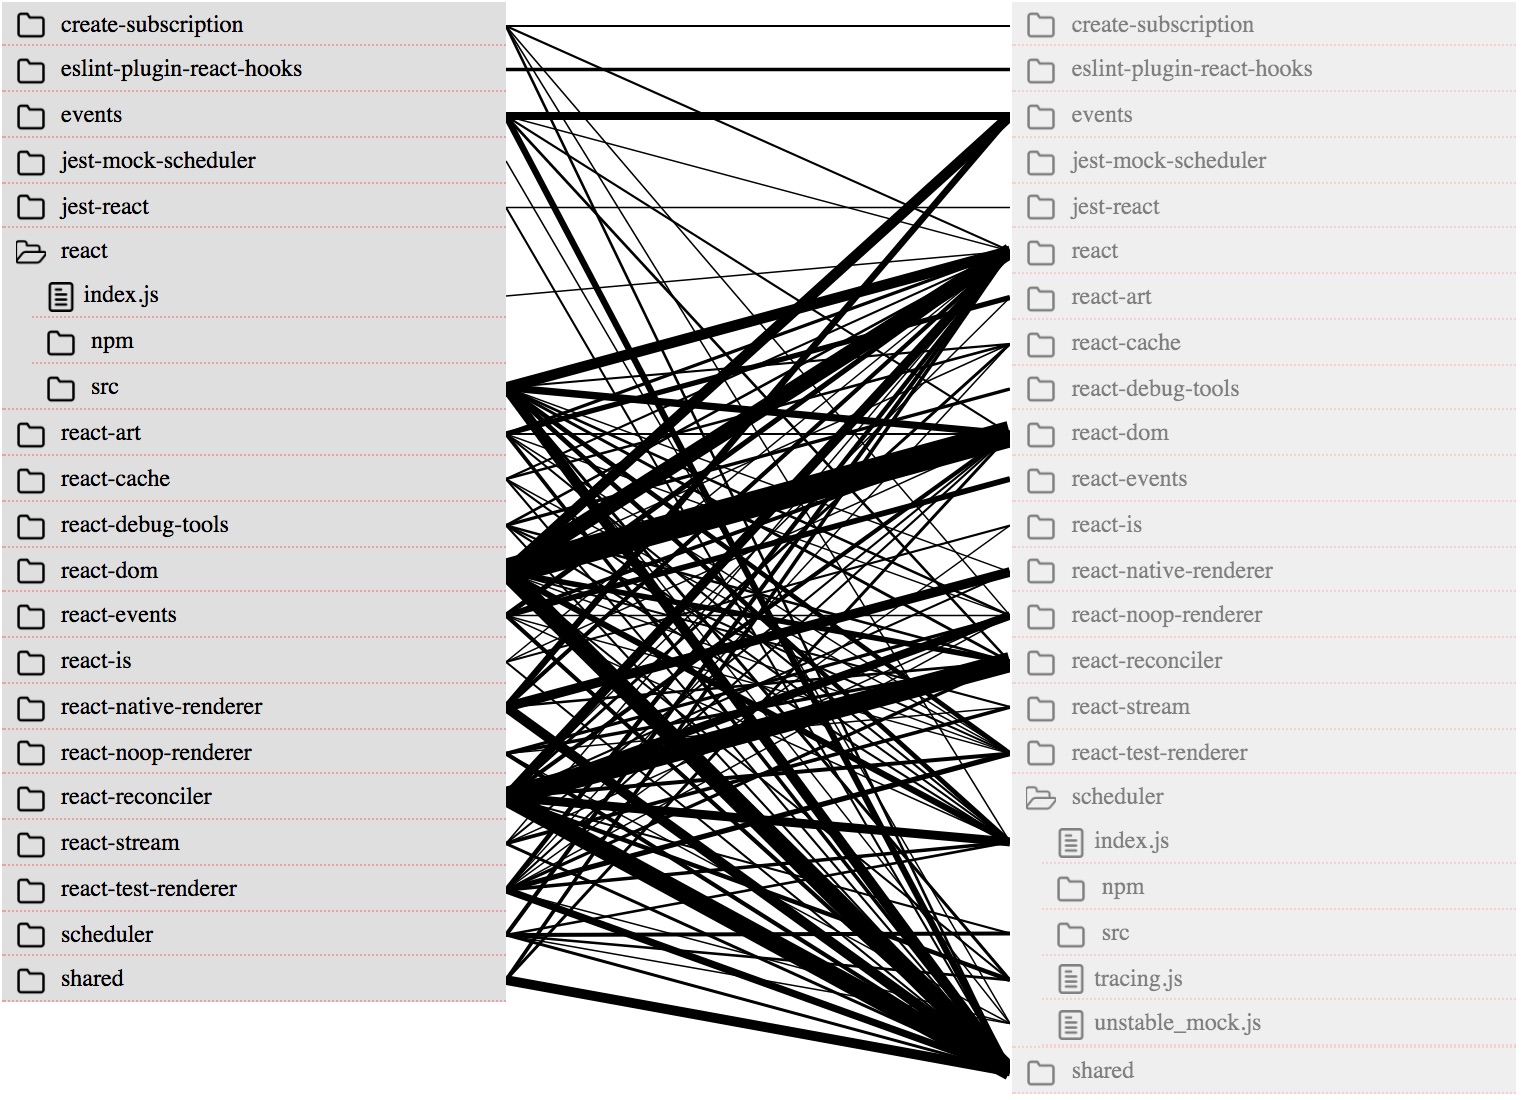 create-subscription
eslint-plugin-react-hooks
events
jest-mock-scheduler
jest-react
react
index.js
npm
src
react-art
react-cache
react-debug-tools
react-dom
react-events
react-is
react-native-renderer
react-noop-renderer
react-reconciler
react-stream
react-test-renderer
scheduler
shared
create-subscription
eslint-plugin-react-hooks
events
jest-mock-scheduler
jest-react
react
react-art
react-cache
react-debug-tools
react-dom
react-events
react-is
react-native-renderer
react-noop-renderer
react-reconciler
react-stream
react-test-renderer
scheduler
index.js
npm
src
tracing.js
unstable_mock.js
shared